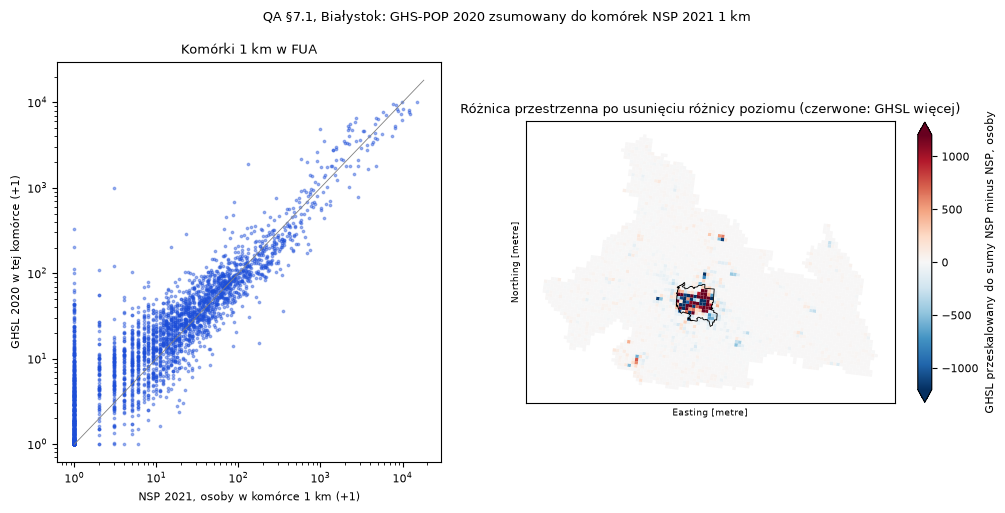 QA §7.1, Białystok: GHS-POP 2020 zsumowany do komórek NSP 2021 1 km
Komórki 1 km w FUA
GHSL 2020 w tej komórce (+1)
10⁴
10³
10²
10¹
10⁰
10⁰ 10¹ 10² 10³ 10⁴
NSP 2021, osoby w komórce 1 km (+1)
Różnica przestrzenna po usunięciu różnicy poziomu (czerwone: GHSL więcej)
Northing [metre]
Easting [metre]
1000
500
0
−500
−1000
GHSL przeskalowany do sumy NSP minus NSP, osoby